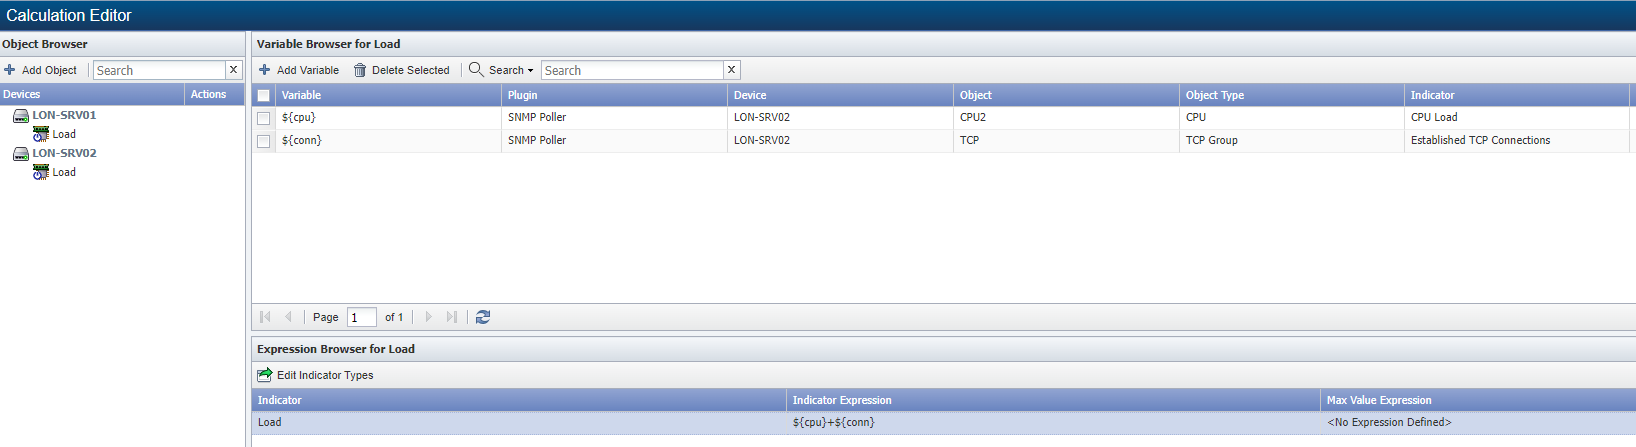 Calculation Editor
Object Browser
Add Object Search X
Devices Actions
LON-SRV01
Load
LON-SRV02
Load
Variable Browser for Load
Add Variable Delete Selected Search Search X
Variable Plugin Device Object Object Type Indicator
${cpu} SNMP Poller LON-SRV02 CPU2 CPU CPU Load
${conn} SNMP Poller LON-SRV02 TCP TCP Group Established TCP Connections
Page 1 of 1
Expression Browser for Load
Edit Indicator Types
Indicator Indicator Expression Max Value Expression
Load ${cpu}+${conn} <No Expression Defined>